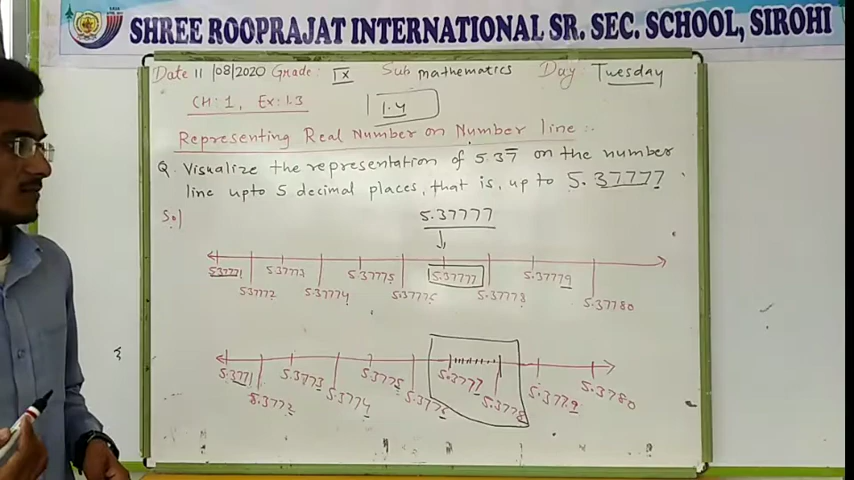 SHREE ROOPRAJAT INTERNATIONAL SR. SEC. SCHOOL, SIROHI
Date 11/08/2020 Grade: IX Sub mathematics Day Tuesday
CH:1, Ex:1.3 1.4
Representing Real Number on Number line :-
Q. Visualize the representation of 5.37̅ on the number
line upto 5 decimal places, that is, up to 5.37777.
Sol
5.37777
5.37771 5.37772 5.37773 5.37774 5.37775 5.37776 5.37777 5.37778 5.37779 5.37780
5.3771 5.3772 5.3773 5.3774 5.3775 5.3776 5.3777 5.3778 5.3779 5.3780